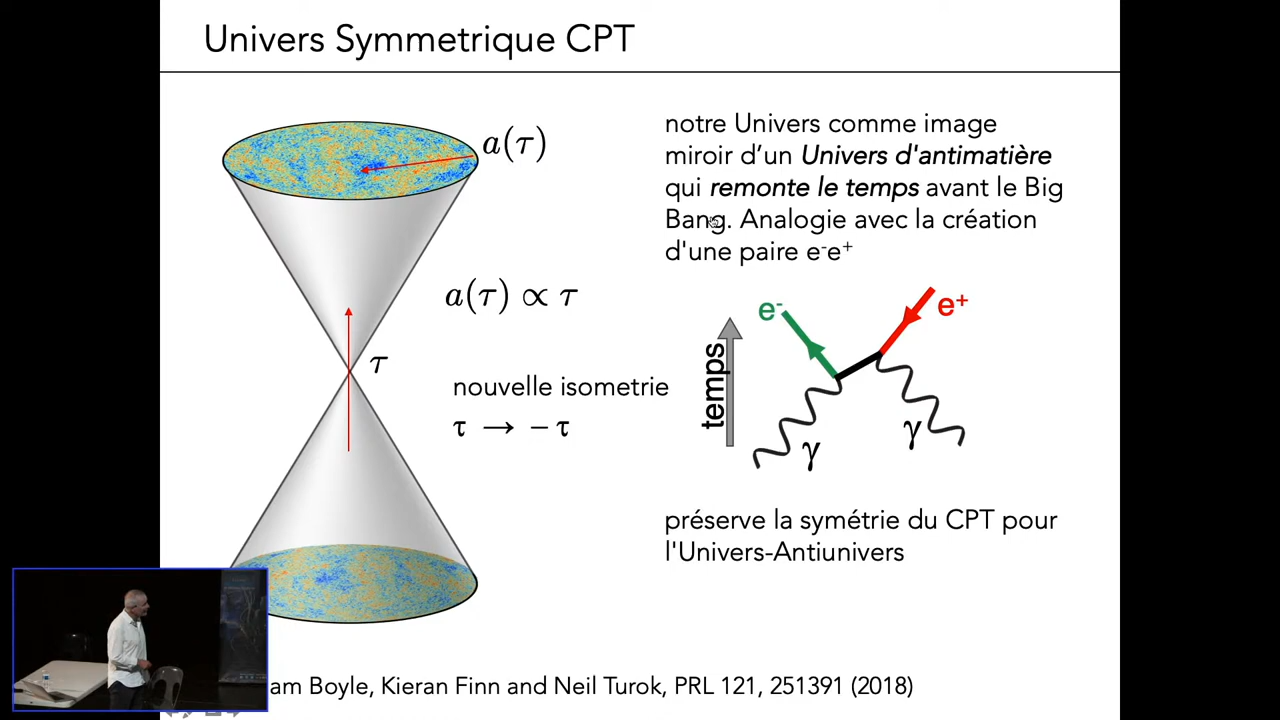 Univers Symmetrique CPT
a(τ)
notre Univers comme image
miroir d’un Univers d'antimatière
qui remonte le temps avant le Big
Bang. Analogie avec la création
d'une paire e⁻e⁺
a(τ) ∝ τ
τ
nouvelle isometrie
τ → − τ
temps
e⁻
e⁺
γ
γ
préserve la symétrie du CPT pour
l'Univers-Antiunivers
am Boyle, Kieran Finn and Neil Turok, PRL 121, 251391 (2018)